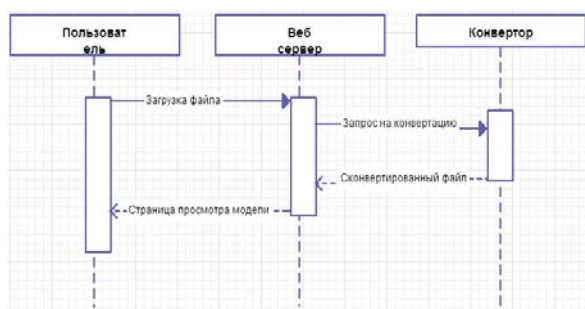 Пользоват
ель
Веб
сервер
Конвертор
Загрузка файла
Запрос на конвертацию
Сконвертированный файл
Страница просмотра модели